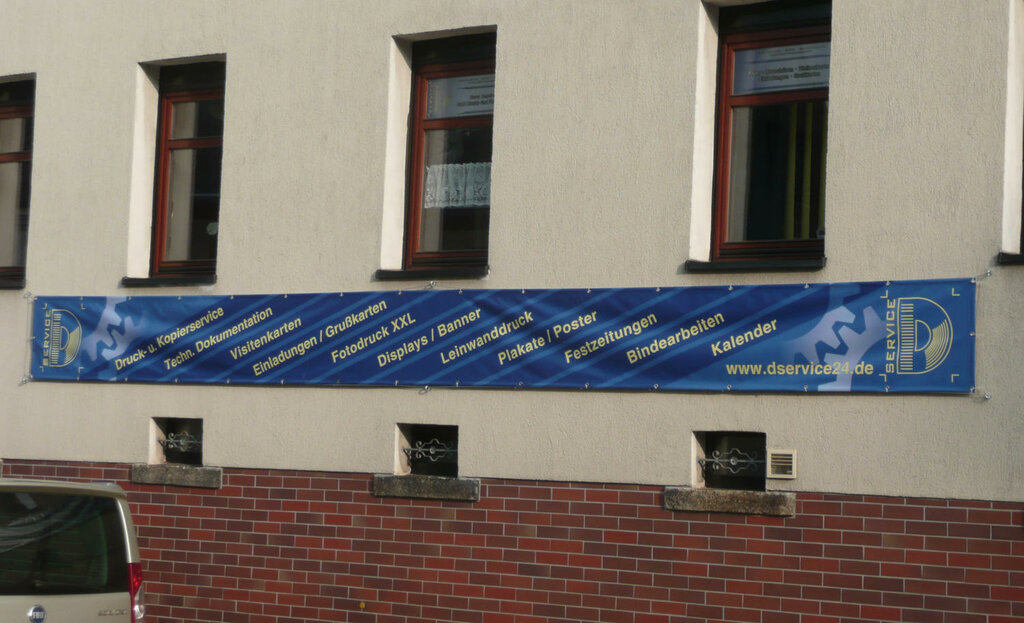 SERVICE
Druck- u. Kopierservice
Techn. Dokumentation
Visitenkarten
Einladungen / Grußkarten
Fotodruck XXL
Displays / Banner
Leinwanddruck
Plakate / Poster
Festzeitungen
Bindearbeiten
Kalender
www.dservice24.de
SERVICE